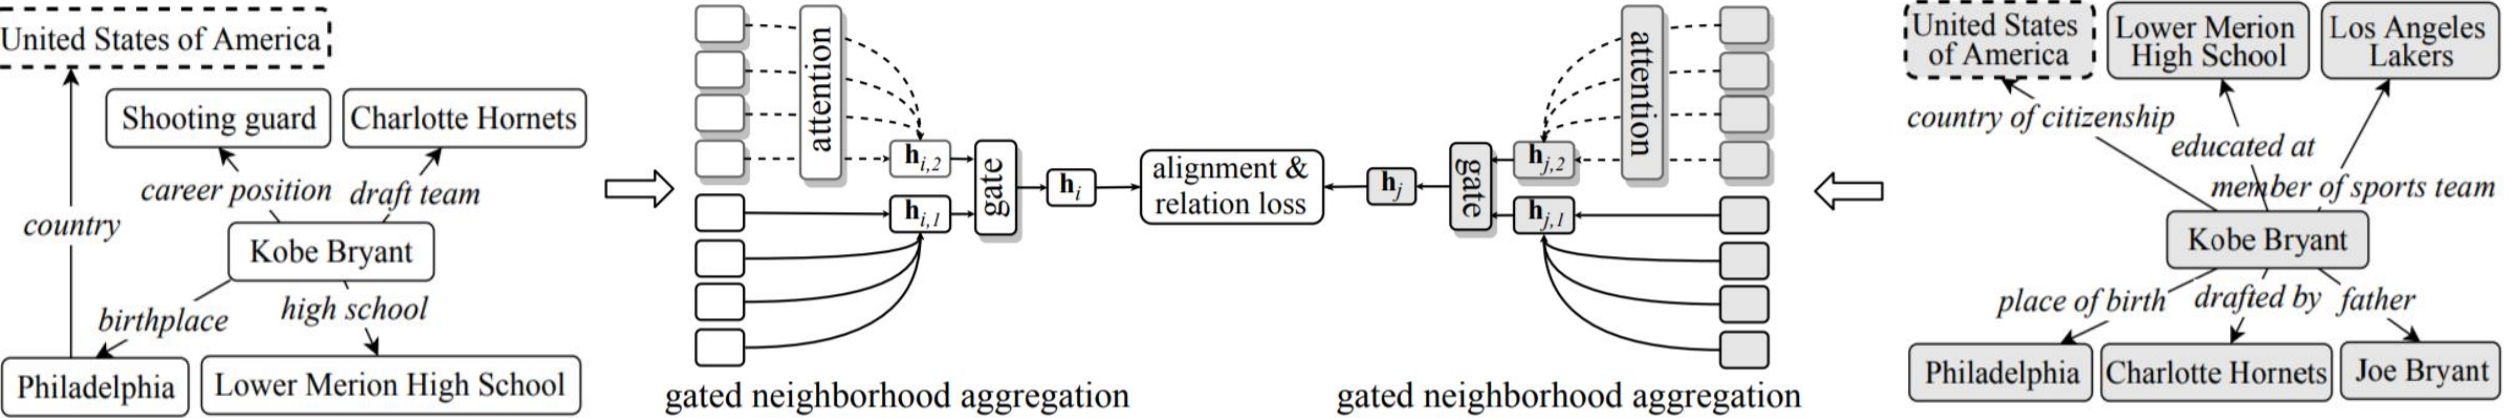 United States of America
Shooting guard
Charlotte Hornets
career position
draft team
country
Kobe Bryant
birthplace
high school
Philadelphia
Lower Merion High School
attention
h_{i,2}
h_{i,1}
gate
h_i
gated neighborhood aggregation
alignment &
relation loss
attention
h_{j,2}
h_{j,1}
gate
h_j
gated neighborhood aggregation
United States
of America
Lower Merion
High School
Los Angeles
Lakers
country of citizenship
educated at
member of sports team
Kobe Bryant
place of birth
drafted by
father
Philadelphia
Charlotte Hornets
Joe Bryant